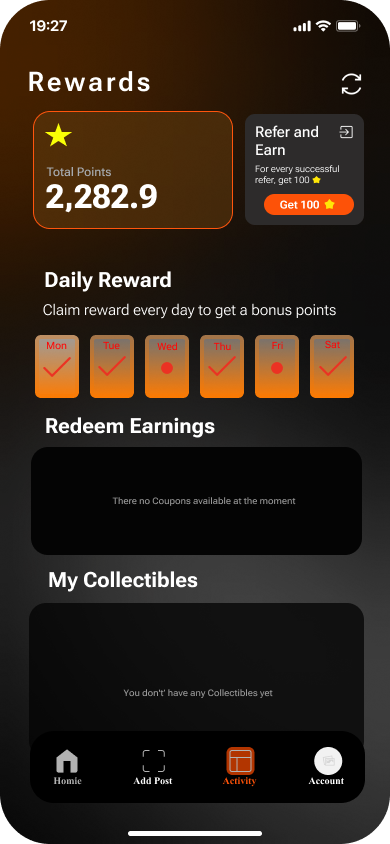 19:27
Rewards
Total Points
2,282.9
Refer and
Earn
For every successful
refer, get 100
Get 100
Daily Reward
Claim reward every day to get a bonus points
Mon Tue Wed Thu Fri Sat
Redeem Earnings
There no Coupons available at the moment
My Collectibles
You don't' have any Collectibles yet
Homie Add Post Activity Account